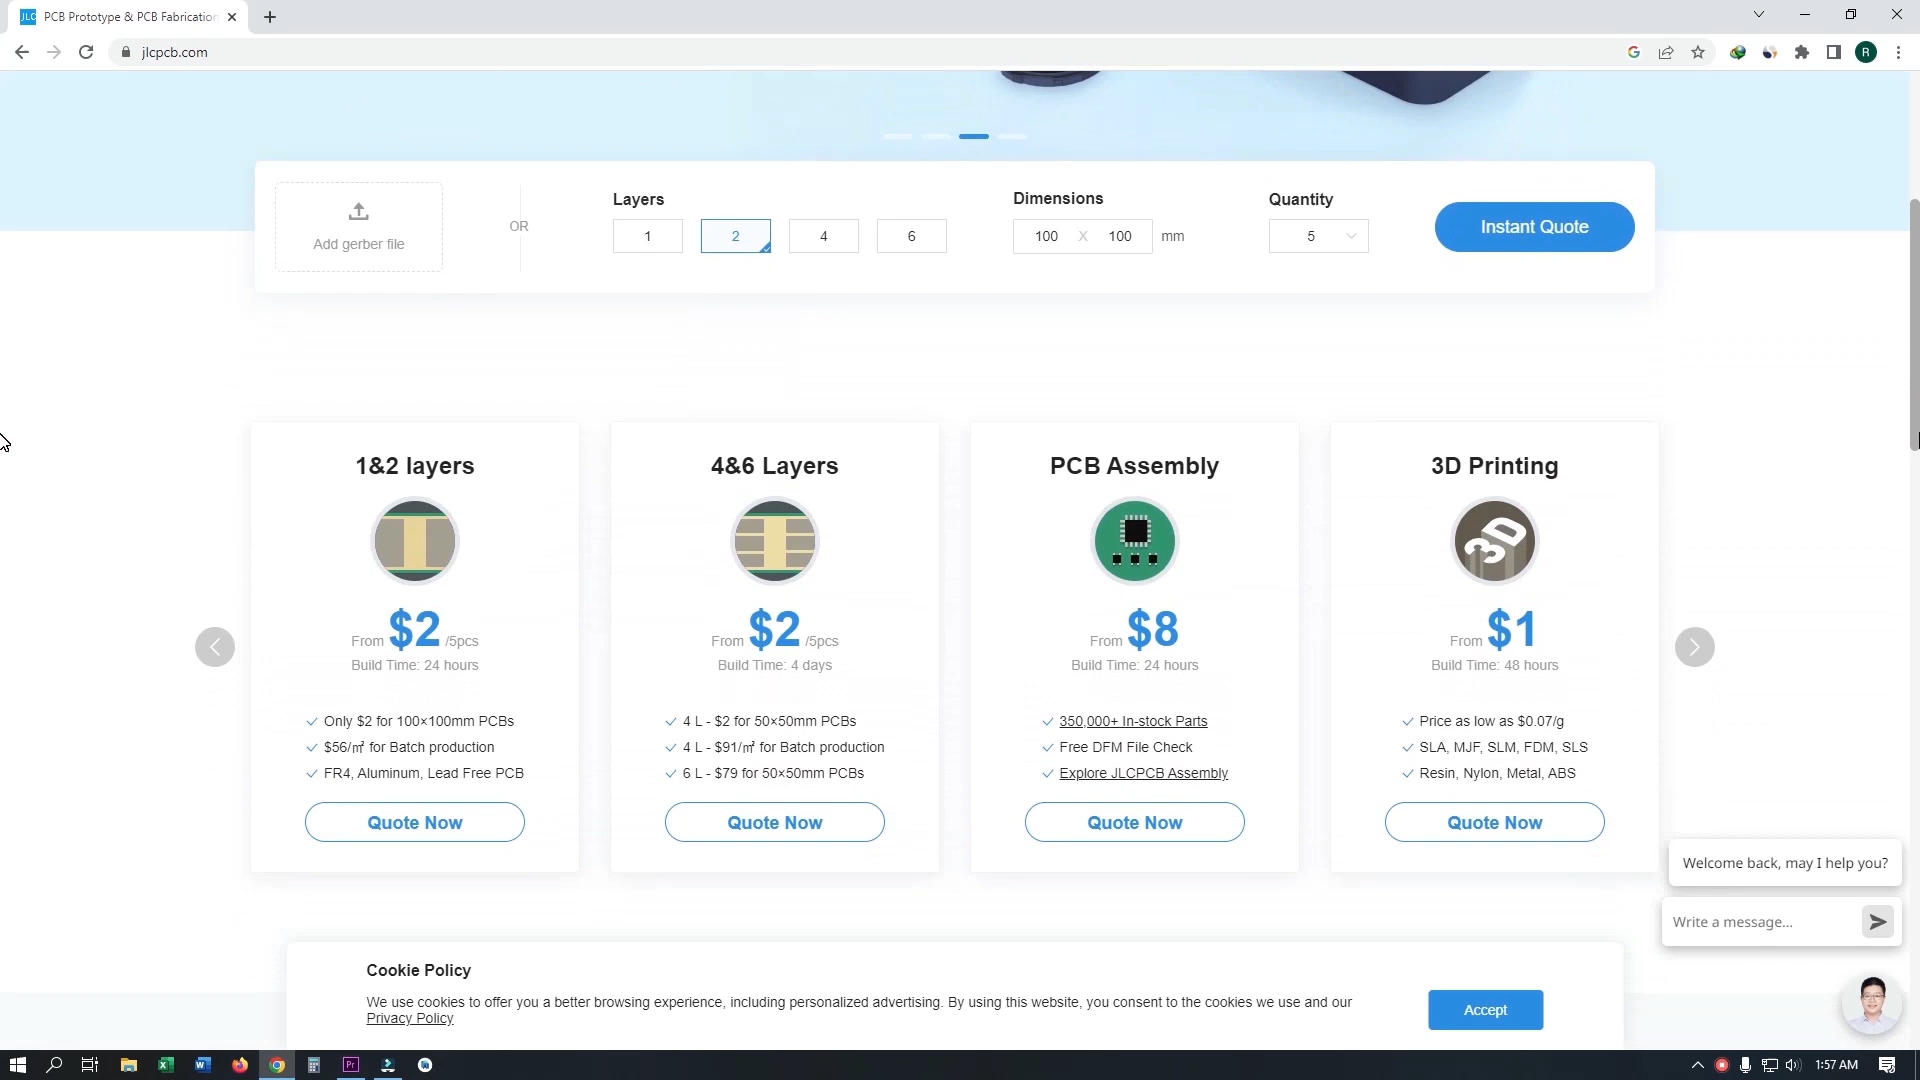 JLC PCB Prototype & PCB Fabrication
jlcpcb.com
R
Add gerber file
OR
Layers
1
2
4
6
Dimensions
100 X 100 mm
Quantity
5
Instant Quote
1&2 layers
From $2 /5pcs
Build Time: 24 hours
Only $2 for 100×100mm PCBs
$56/㎡ for Batch production
FR4, Aluminum, Lead Free PCB
Quote Now
4&6 Layers
From $2 /5pcs
Build Time: 4 days
4 L - $2 for 50×50mm PCBs
4 L - $91/㎡ for Batch production
6 L - $79 for 50×50mm PCBs
Quote Now
PCB Assembly
From $8
Build Time: 24 hours
350,000+ In-stock Parts
Free DFM File Check
Explore JLCPCB Assembly
Quote Now
3D Printing
3D
From $1
Build Time: 48 hours
Price as low as $0.07/g
SLA, MJF, SLM, FDM, SLS
Resin, Nylon, Metal, ABS
Quote Now
Welcome back, may I help you?
Write a message...
Cookie Policy
We use cookies to offer you a better browsing experience, including personalized advertising. By using this website, you consent to the cookies we use and our
Privacy Policy
Accept
Pr
1:57 AM